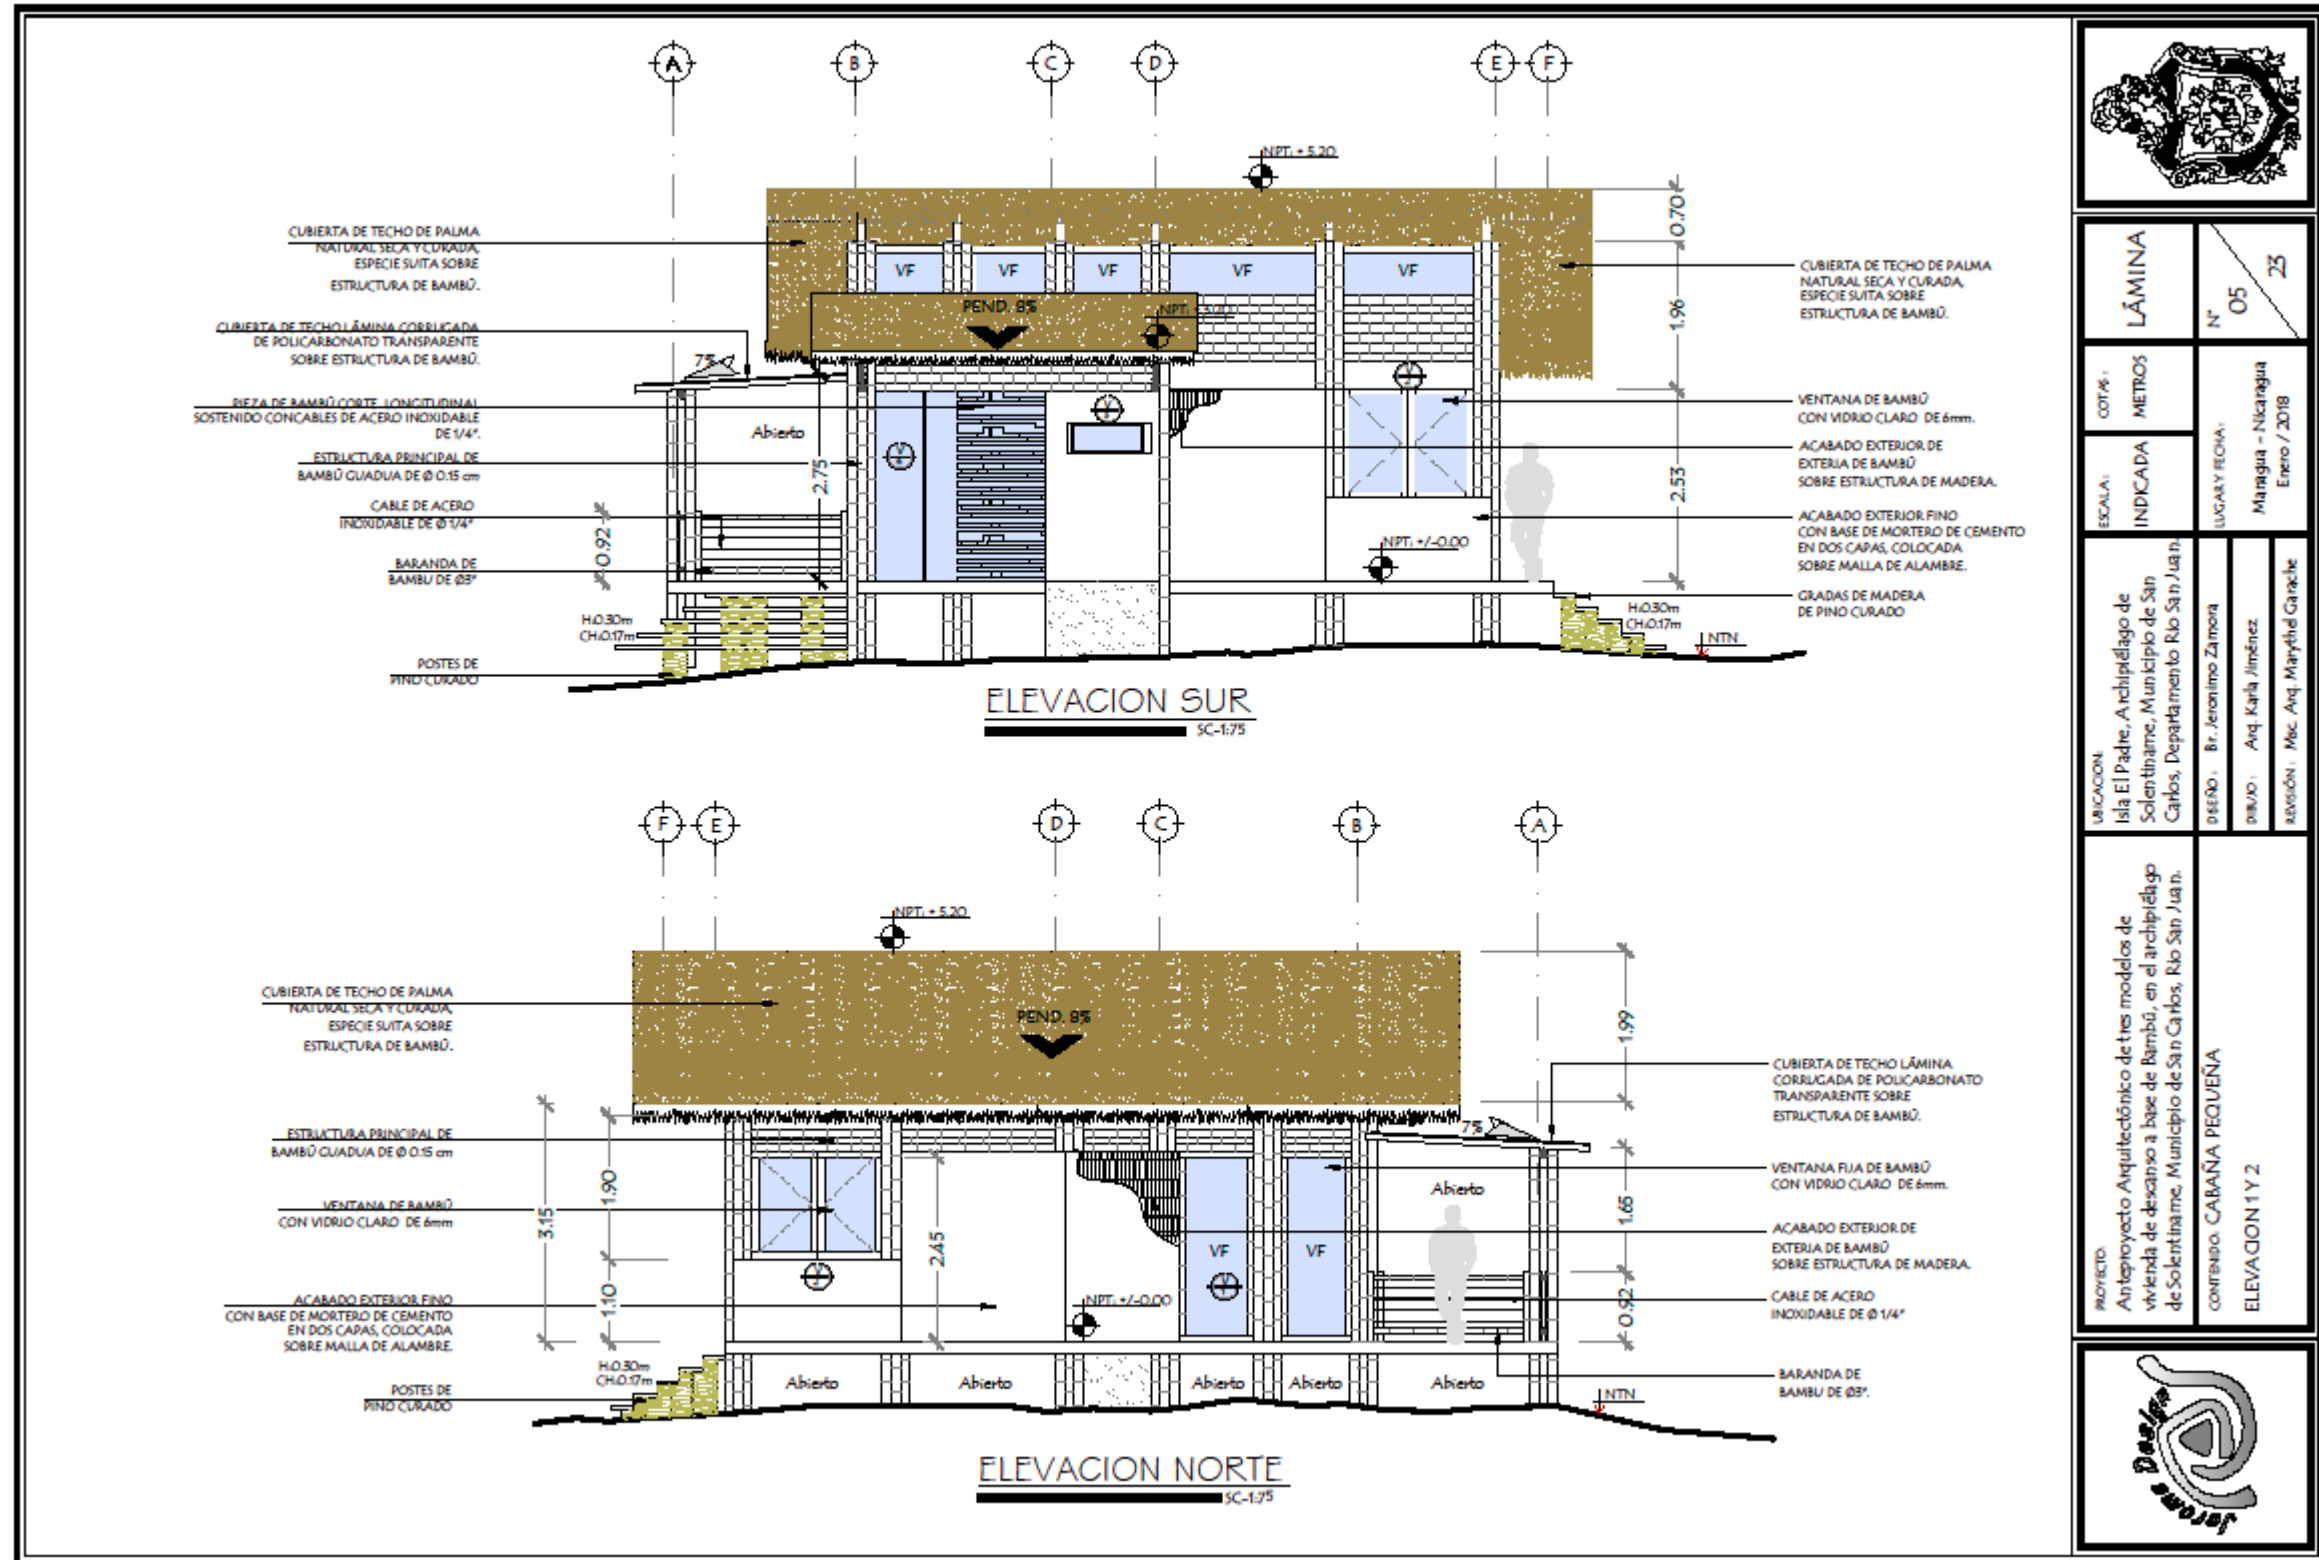 A B C D E F
NPT: + 5.20
CUBIERTA DE TECHO DE PALMA
NATURAL SECA Y CURADA,
ESPECIE SUITA SOBRE
ESTRUCTURA DE BAMBÚ.
CUBIERTA DE TECHO LÁMINA CORRUGADA
DE POLICARBONATO TRANSPARENTE
SOBRE ESTRUCTURA DE BAMBÚ.
PIEZA DE BAMBÚ CORTE LONGITUDINAL
SOSTENIDO CONCABLES DE ACERO INOXIDABLE
DE 1/4".
ESTRUCTURA PRINCIPAL DE
BAMBÚ GUADUA DE Ø 0.15 cm
CABLE DE ACERO
INOXIDABLE DE Ø 1/4"
BARANDA DE
BAMBU DE Ø3"
H:0.30m
CH:0.17m
POSTES DE
PINO CURADO
VF VF VF VF VF
PEND. 8%
NPT: +3.20
7%
Abierto
2.75
0.92
NPT: +/-0.00
0.70
1.96
2.53
CUBIERTA DE TECHO DE PALMA
NATURAL SECA Y CURADA,
ESPECIE SUITA SOBRE
ESTRUCTURA DE BAMBÚ.
VENTANA DE BAMBÚ
CON VIDRIO CLARO DE 6mm.
ACABADO EXTERIOR DE
EXTERIA DE BAMBÚ
SOBRE ESTRUCTURA DE MADERA.
ACABADO EXTERIOR FINO
CON BASE DE MORTERO DE CEMENTO
EN DOS CAPAS, COLOCADA
SOBRE MALLA DE ALAMBRE.
GRADAS DE MADERA
DE PINO CURADO
H:0.30m
CH:0.17m
NTN
ELEVACION SUR
SC-1:75
F E D C B A
NPT: + 5.20
CUBIERTA DE TECHO DE PALMA
NATURAL SECA Y CURADA,
ESPECIE SUITA SOBRE
ESTRUCTURA DE BAMBÚ.
ESTRUCTURA PRINCIPAL DE
BAMBÚ GUADUA DE Ø 0.15 cm
VENTANA DE BAMBÚ
CON VIDRIO CLARO DE 6mm
ACABADO EXTERIOR FINO
CON BASE DE MORTERO DE CEMENTO
EN DOS CAPAS, COLOCADA
SOBRE MALLA DE ALAMBRE.
H:0.30m
CH:0.17m
POSTES DE
PINO CURADO
PEND. 8%
3.15
1.90
1.10
2.45
NPT: +/-0.00
VF VF
7%
Abierto
Abierto Abierto Abierto Abierto Abierto
1.99
1.65
0.92
CUBIERTA DE TECHO LÁMINA
CORRUGADA DE POLICARBONATO
TRANSPARENTE SOBRE
ESTRUCTURA DE BAMBÚ.
VENTANA FIJA DE BAMBÚ
CON VIDRIO CLARO DE 6mm.
ACABADO EXTERIOR DE
EXTERIA DE BAMBÚ
SOBRE ESTRUCTURA DE MADERA.
CABLE DE ACERO
INOXIDABLE DE Ø 1/4"
BARANDA DE
BAMBU DE Ø3".
NTN
ELEVACION NORTE
SC-1:75
LÁMINA
N° 05 23
COTAS:
METROS
ESCALA:
INDICADA
LUGAR Y FECHA:
Managua - Nicaragua
Enero / 2018
UBICACION:
Isla El Padre, Archipiélago de
Solentiname, Municipio de San
Carlos, Departamento Rio San Juan.
DISEÑO: Br. Jeronimo Zamora
DIBUJO: Arq. Karla Jiménez
REVISIÓN: Msc. Arq. Marythel Garache
PROYECTO:
Anteproyecto Arquitectónico de tres modelos de
vivienda de descanso a base de Bambú, en el archipiélago
de Solentiname, Municipio de San Carlos, Rio San Juan.
CONTENIDO: CABAÑA PEQUEÑA
ELEVACION 1 Y 2
Jerome Design